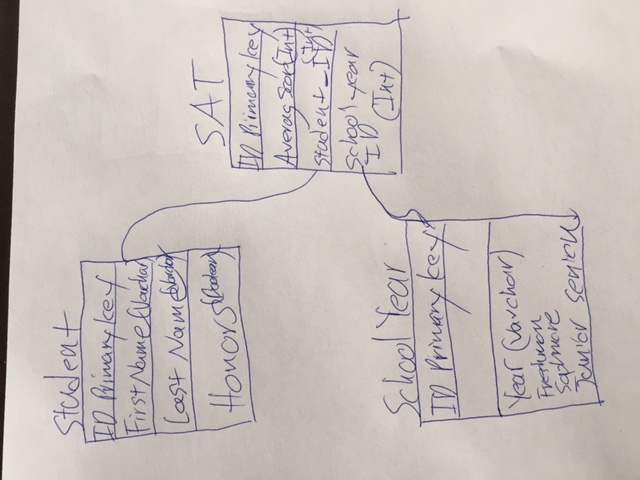 Student
ID Primary key
First Name (Varchar)
Last Name (Varchar)
Honors (Boolean)
SAT
ID Primary key
Averag Score (Int)
student_ID (Int)
school year
ID
(Int)
School Year
ID Primary key
Year (Varchar)
Freshman
Sophmore
Junior senior